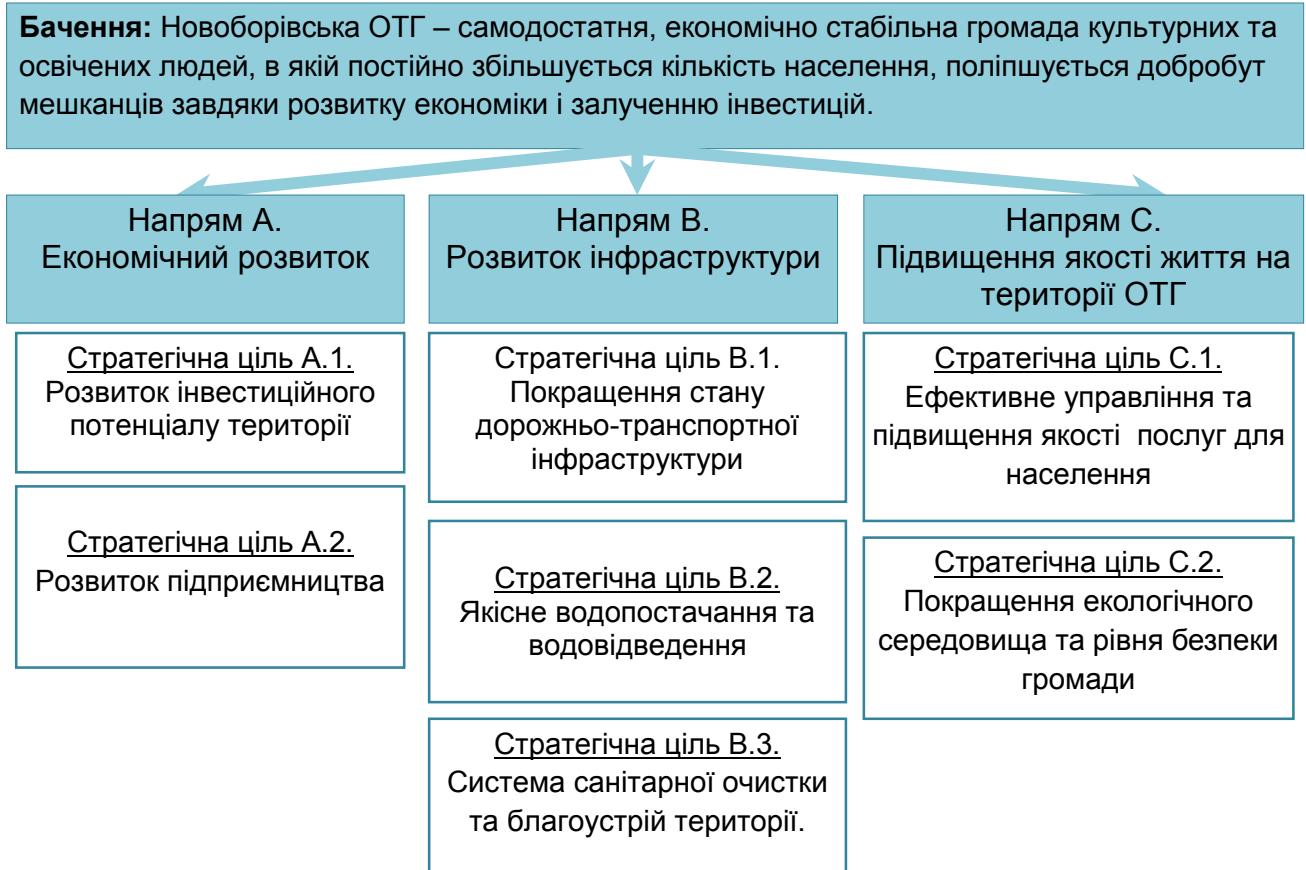 Бачення: Новоборівська ОТГ – самодостатня, економічно стабільна громада культурних та
освічених людей, в якій постійно збільшується кількість населення, поліпшується добробут
мешканців завдяки розвитку економіки і залученню інвестицій.
Напрям А.
Економічний розвиток
Стратегічна ціль А.1.
Розвиток інвестиційного
потенціалу території
Стратегічна ціль А.2.
Розвиток підприємництва
Напрям В.
Розвиток інфраструктури
Стратегічна ціль В.1.
Покращення стану
дорожньо-транспортної
інфраструктури
Стратегічна ціль В.2.
Якісне водопостачання та
водовідведення
Стратегічна ціль В.3.
Система санітарної очистки
та благоустрій території.
Напрям С.
Підвищення якості життя на
території ОТГ
Стратегічна ціль С.1.
Ефективне управління та
підвищення якості послуг для
населення
Стратегічна ціль С.2.
Покращення екологічного
середовища та рівня безпеки
громади